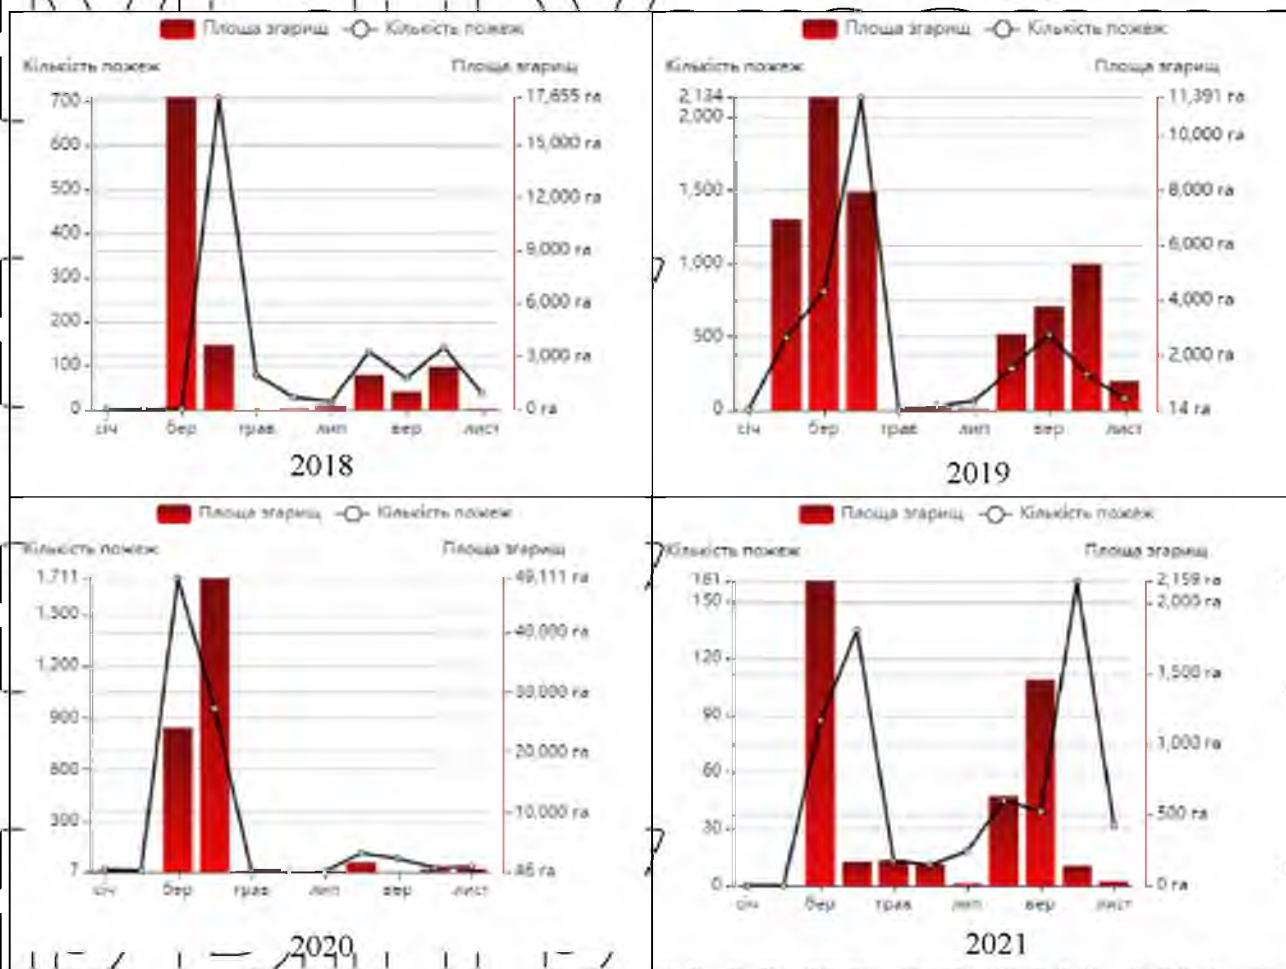 Площа згарищ Кількість пожеж
Кількість пожеж Площа згарищ
700 17,655 га
600 15,000 га
500 12,000 га
400 9,000 га
300 6,000 га
200 3,000 га
100
0 0 га
січ бер трав лип вер лист
2018
Площа згарищ Кількість пожеж
Кількість пожеж Площа згарищ
2,134 11,391 га
2,000 10,000 га
1,500 8,000 га
6,000 га
1,000 4,000 га
500 2,000 га
0 14 га
січ бер трав лип вер лист
2019
Площа згарищ Кількість пожеж
Кількість пожеж Площа згарищ
1,711 49,111 га
1,500 40,000 га
1,200 30,000 га
900 20,000 га
600 10,000 га
300
7 га
січ бер трав лип вер лист
2020
Площа згарищ Кількість пожеж
Кількість пожеж Площа згарищ
161 2,159 га
150 2,000 га
120 1,500 га
90 1,000 га
60 500 га
30
0 0 га
січ бер трав лип вер лист
2021